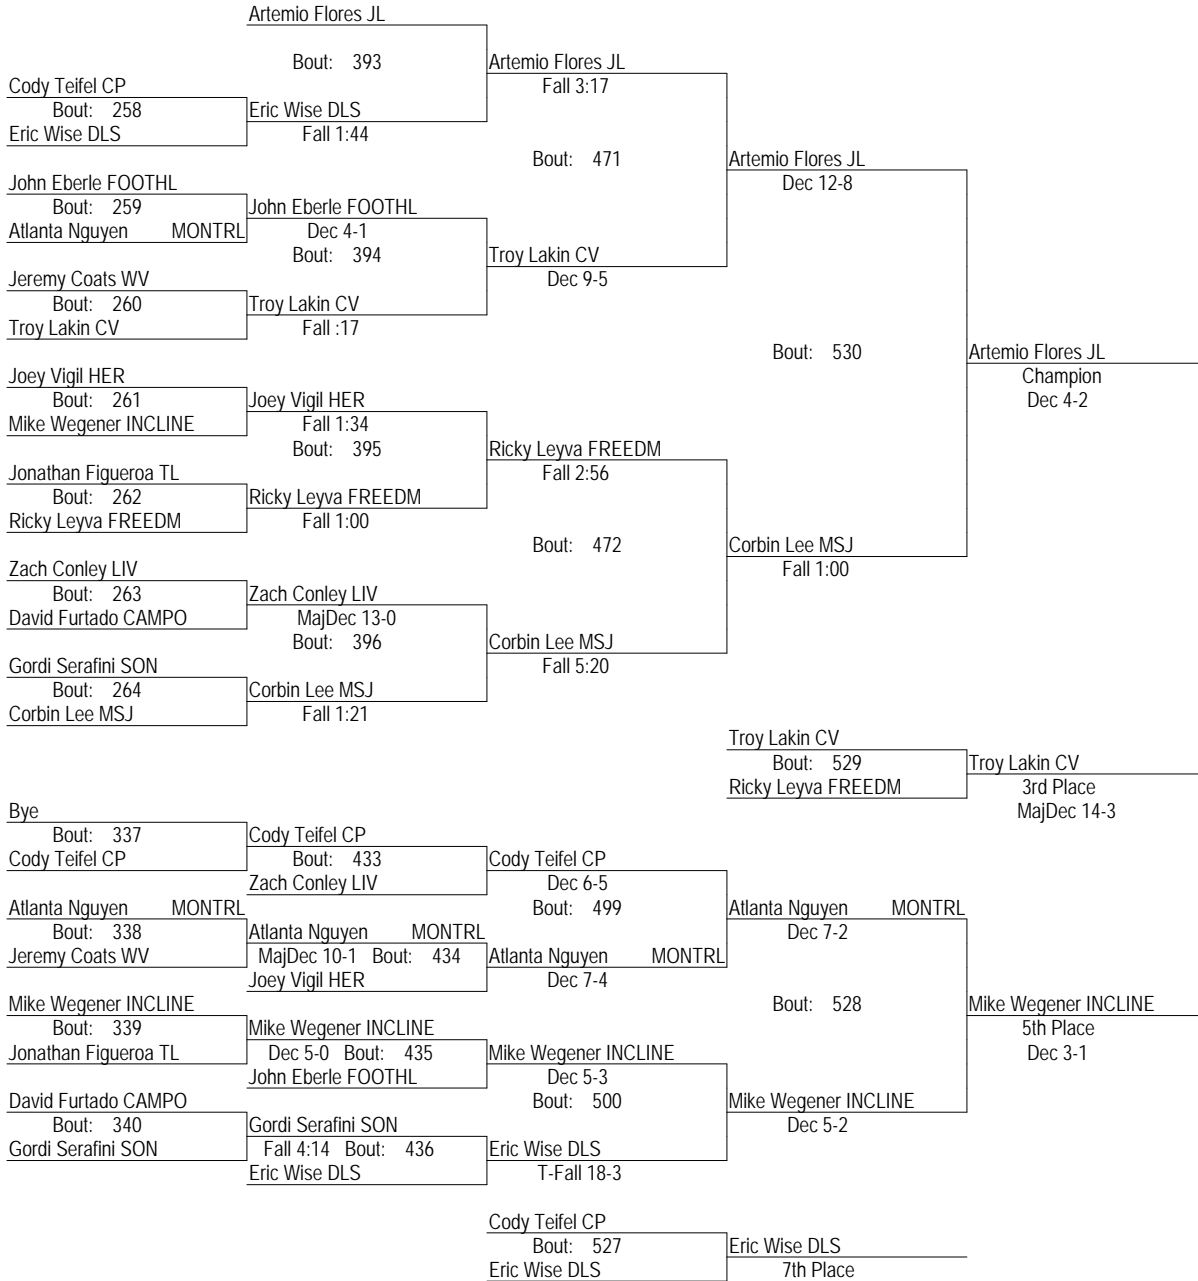 Artemio Flores JL
Bout: 393 Artemio Flores JL
Cody Teifel CP Fall 3:17
Bout: 258 Eric Wise DLS
Eric Wise DLS Fall 1:44
Bout: 471 Artemio Flores JL
John Eberle FOOTHL Dec 12-8
Bout: 259 John Eberle FOOTHL
Atlanta Nguyen MONTRL Dec 4-1
Bout: 394 Troy Lakin CV
Jeremy Coats WV Dec 9-5
Bout: 260 Troy Lakin CV
Troy Lakin CV Fall :17
Bout: 530 Artemio Flores JL
Joey Vigil HER Champion
Bout: 261 Joey Vigil HER Dec 4-2
Mike Wegener INCLINE Fall 1:34
Bout: 395 Ricky Leyva FREEDM
Jonathan Figueroa TL Fall 2:56
Bout: 262 Ricky Leyva FREEDM
Ricky Leyva FREEDM Fall 1:00
Bout: 472 Corbin Lee MSJ
Zach Conley LIV Fall 1:00
Bout: 263 Zach Conley LIV
David Furtado CAMPO MajDec 13-0
Bout: 396 Corbin Lee MSJ
Gordi Serafini SON Fall 5:20
Bout: 264 Corbin Lee MSJ
Corbin Lee MSJ Fall 1:21
Troy Lakin CV
Bout: 529 Troy Lakin CV
Ricky Leyva FREEDM 3rd Place
Bye MajDec 14-3
Bout: 337 Cody Teifel CP
Cody Teifel CP Bout: 433 Cody Teifel CP
Zach Conley LIV Dec 6-5
Atlanta Nguyen MONTRL Bout: 499 Atlanta Nguyen MONTRL
Bout: 338 Atlanta Nguyen MONTRL Dec 7-2
Jeremy Coats WV MajDec 10-1 Bout: 434 Atlanta Nguyen MONTRL
Joey Vigil HER Dec 7-4
Mike Wegener INCLINE Bout: 528 Mike Wegener INCLINE
Bout: 339 Mike Wegener INCLINE 5th Place
Jonathan Figueroa TL Dec 5-0 Bout: 435 Mike Wegener INCLINE Dec 3-1
John Eberle FOOTHL Dec 5-3
David Furtado CAMPO Bout: 500 Mike Wegener INCLINE
Bout: 340 Gordi Serafini SON Dec 5-2
Gordi Serafini SON Fall 4:14 Bout: 436 Eric Wise DLS
Eric Wise DLS T-Fall 18-3
Cody Teifel CP
Bout: 527 Eric Wise DLS
Eric Wise DLS 7th Place